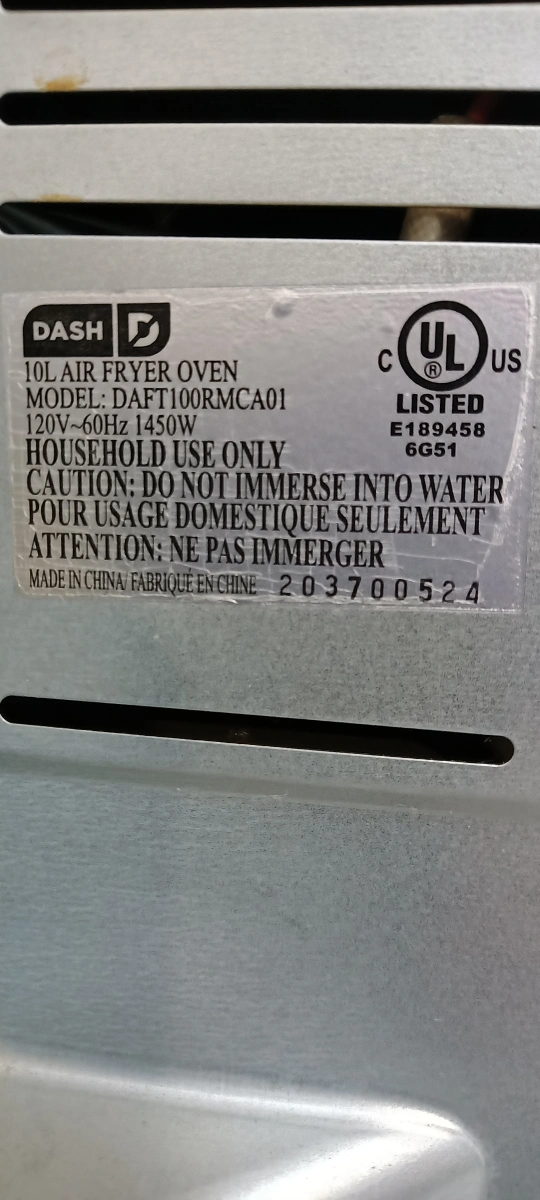 DASH D
10L AIR FRYER OVEN
MODEL: DAFT100RMCA01
120V~60Hz 1450W
HOUSEHOLD USE ONLY
CAUTION: DO NOT IMMERSE INTO WATER
POUR USAGE DOMESTIQUE SEULEMENT
ATTENTION: NE PAS IMMERGER
MADE IN CHINA/ FABRIQUÉ EN CHINE 203700524
C UL ® US
LISTED
E189458
6G51